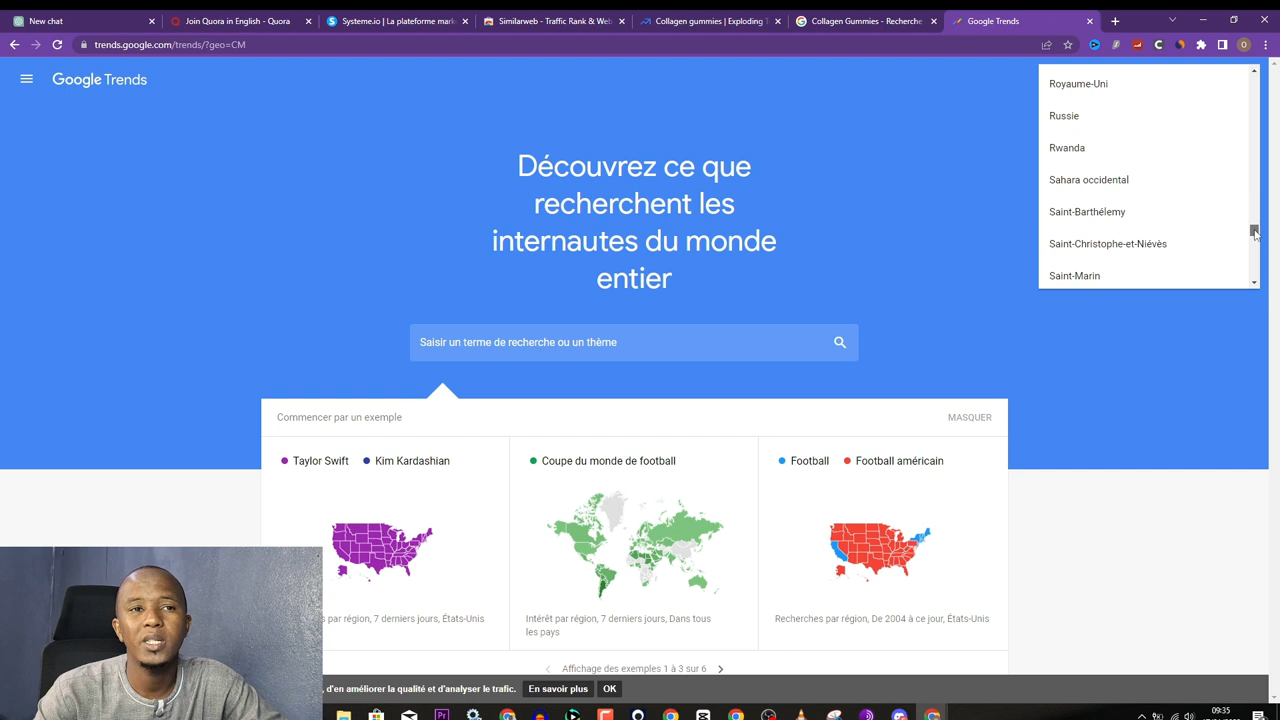 New chat
Join Quora in English - Quora
Systeme.io | La plateforme mark
Similarweb - Traffic Rank & Web
Collagen gummies | Exploding T
Collagen Gummies - Recherche
Google Trends
trends.google.com/trends/?geo=CM
Google Trends
Royaume-Uni
Russie
Rwanda
Sahara occidental
Saint-Barthélemy
Saint-Christophe-et-Niévès
Saint-Marin
Découvrez ce que
recherchent les
internautes du monde
entier
Saisir un terme de recherche ou un thème
Commencer par un exemple
MASQUER
Taylor Swift
Kim Kardashian
Coupe du monde de football
Football
Football américain
s par région, 7 derniers jours, États-Unis
Intérêt par région, 7 derniers jours, Dans tous
les pays
Recherches par région, De 2004 à ce jour, États-Unis
Affichage des exemples 1 à 3 sur 6
, d'en améliorer la qualité et d'analyser le trafic.
En savoir plus
OK
09:35